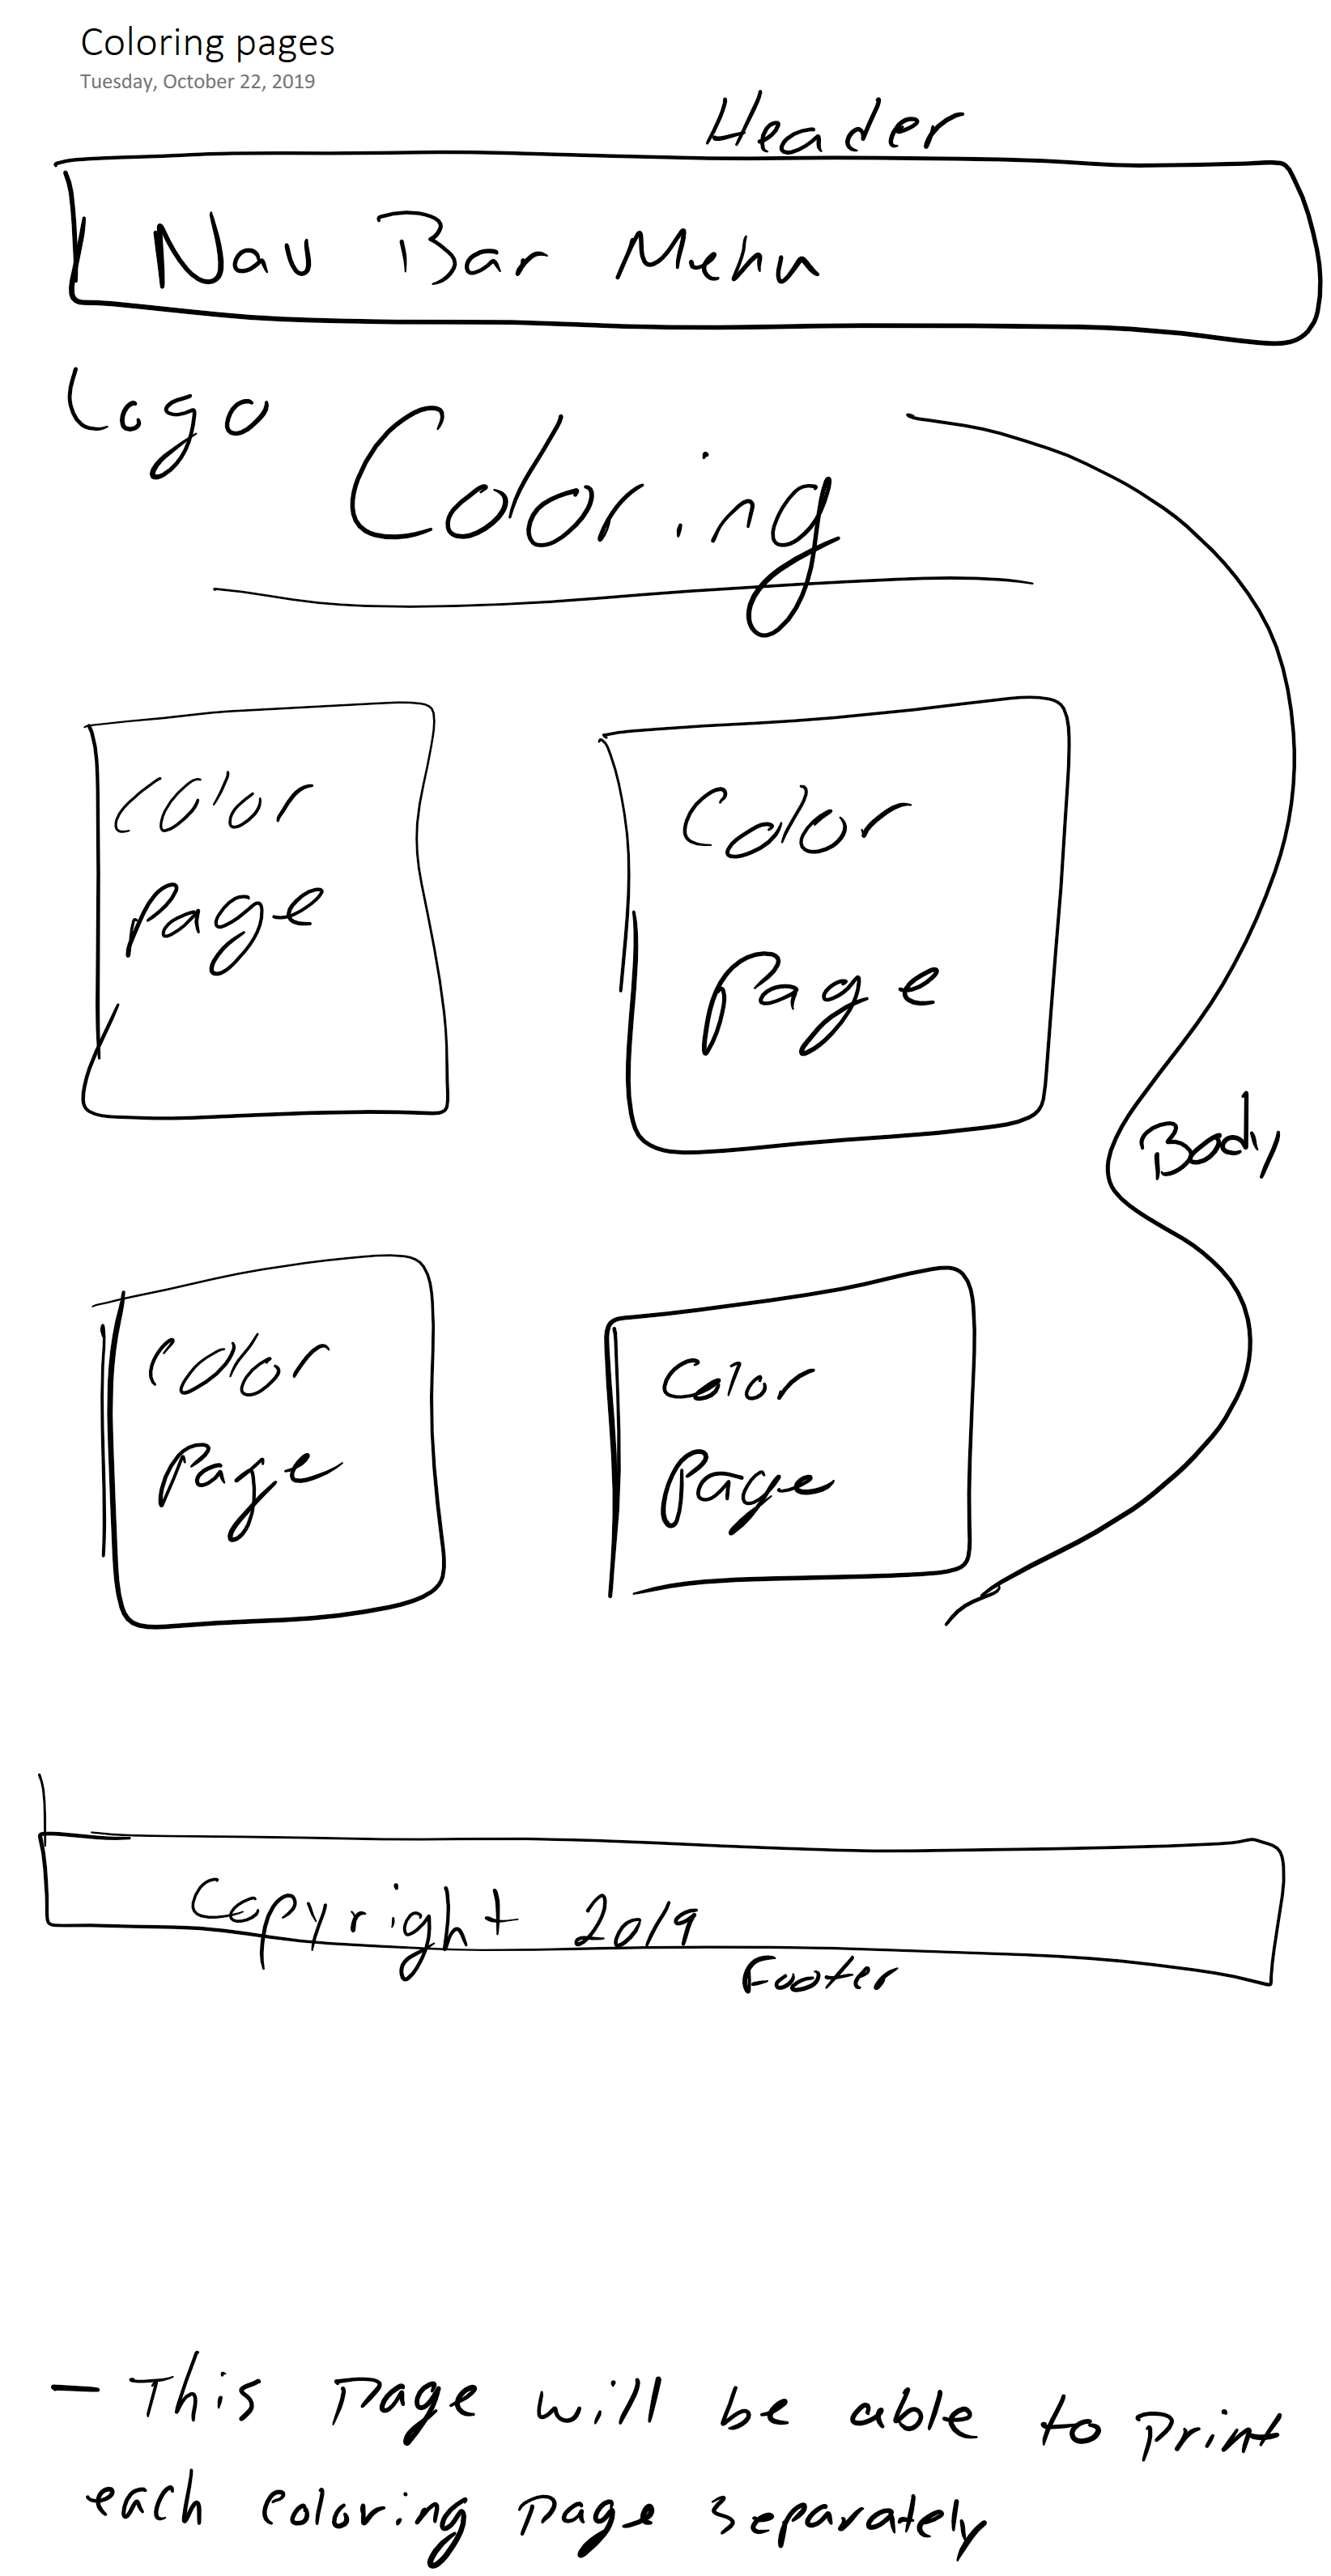 Coloring pages
Tuesday, October 22, 2019
Header
Nav Bar Menu
Logo
Coloring
Color
Page
Color
Page
Body
Color
Page
Color
Page
Copyright 2019
Footer
- This page will be able to print
each coloring page separately